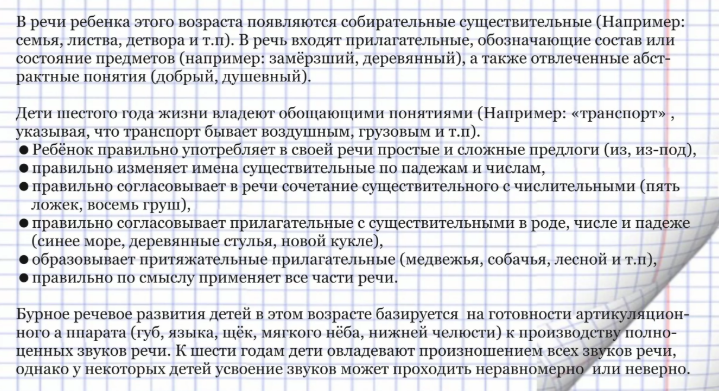 В речи ребенка этого возраста появляются собирательные существительные (Например:
семья, листва, детвора и т.п). В речь входят прилагательные, обозначающие состав или
состояние предметов (например: замёрзший, деревянный), а также отвлеченные абст-
рактные понятия (добрый, душевный).
Дети шестого года жизни владеют обощающими понятиями (Например: «транспорт» ,
указывая, что транспорт бывает воздушным, грузовым и т.п).
● Ребёнок правильно употребляет в своей речи простые и сложные предлоги (из, из-под),
● правильно изменяет имена существительные по падежам и числам,
● правильно согласовывает в речи сочетание существительного с числительными (пять
ложек, восемь груш),
● правильно согласовывает прилагательные с существительными в роде, числе и падеже
(синее море, деревянные стулья, новой кукле),
● образовывает притяжательные прилагательные (медвежья, собачья, лесной и т.п),
● правильно по смыслу применяет все части речи.
Бурное речевое развития детей в этом возрасте базируется на готовности артикуляцион-
ного а ппарата (губ, языка, щёк, мягкого нёба, нижней челюсти) к производству полно-
ценных звуков речи. К шести годам дети овладевают произношением всех звуков речи,
однако у некоторых детей усвоение звуков может проходить неравномерно или неверно.